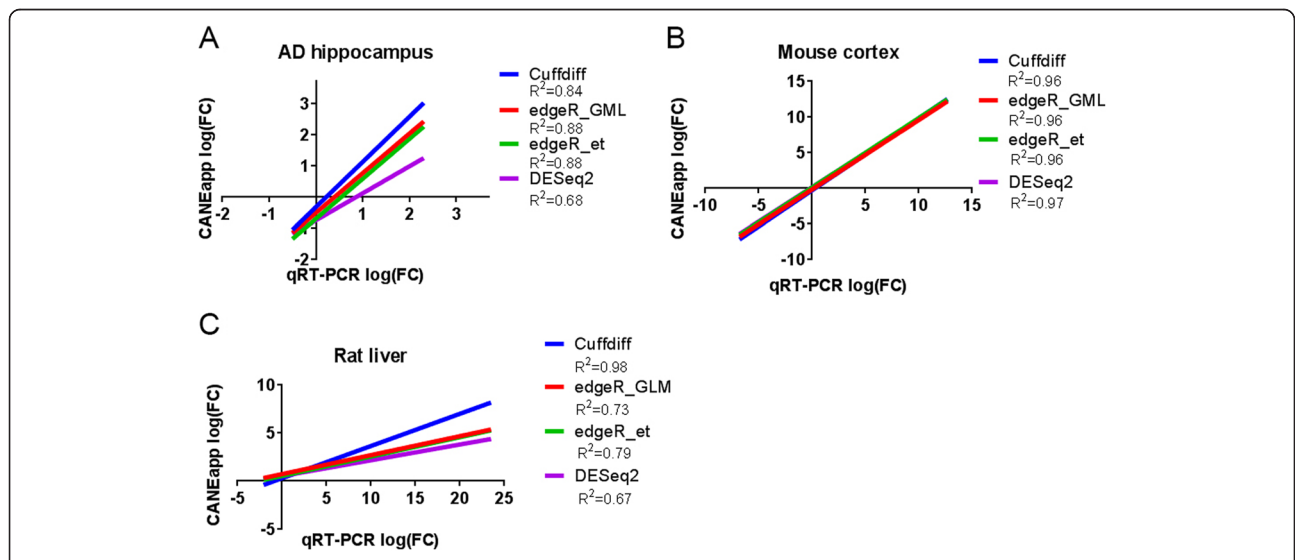 A
AD hippocampus
CANEapp log(FC)
3
2
1
-2
-2 -1 1 2 3
qRT-PCR log(FC)
Cuffdiff
R²=0.84
edgeR_GML
R²=0.88
edgeR_et
R²=0.88
DESeq2
R²=0.68
B
Mouse cortex
CANEapp log(FC)
15
10
5
-5
-10
-10 -5 5 10 15
qRT-PCR log(FC)
Cuffdiff
R²=0.96
edgeR_GML
R²=0.96
edgeR_et
R²=0.96
DESeq2
R²=0.97
C
Rat liver
CANEapp log(FC)
10
5
-5
-5 5 10 15 20 25
qRT-PCR log(FC)
Cuffdiff
R²=0.98
edgeR_GLM
R²=0.73
edgeR_et
R²=0.79
DESeq2
R²=0.67